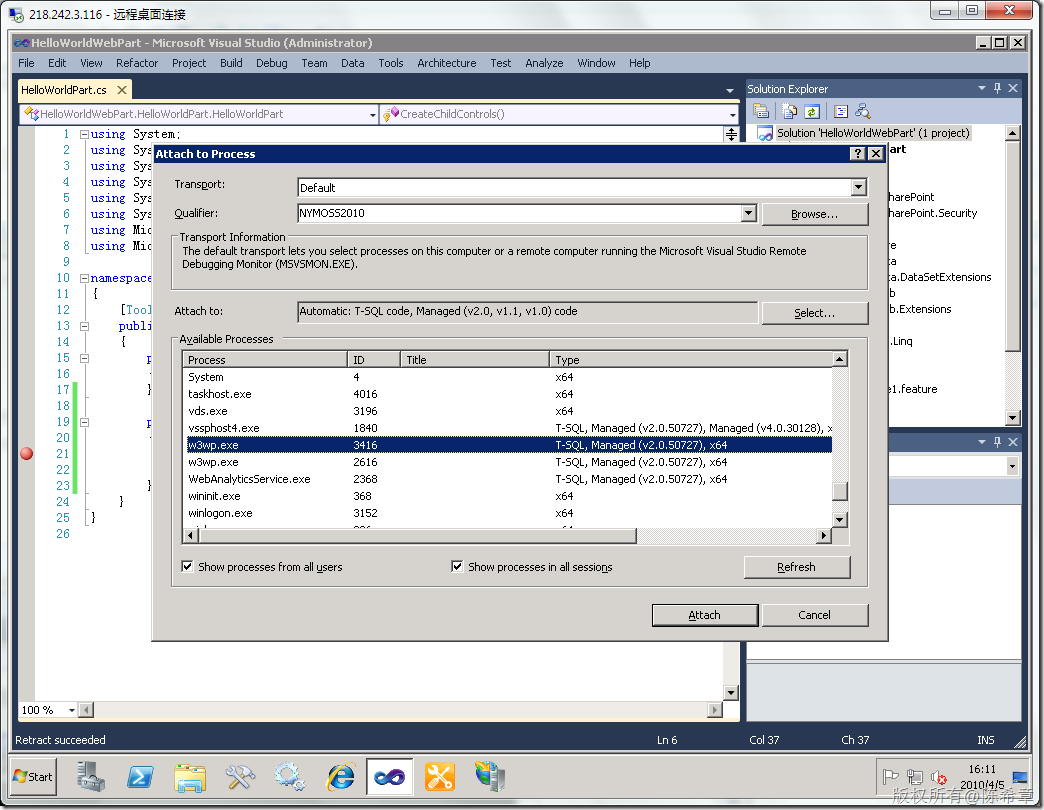 218.242.3.116 - 远程桌面连接
HelloWorldWebPart - Microsoft Visual Studio (Administrator)
File Edit View Refactor Project Build Debug Team Data Tools Architecture Test Analyze Window Help
HelloWorldPart.cs
Solution Explorer
HelloWorldWebPart.HelloWorldPart.HelloWorldPart
CreateChildControls()
1 using System;
Solution 'HelloWorldWebPart' (1 project)
2 using Sys
art
Attach to Process
3 using Sys
4 using Sys
Transport: Default
5 using Sys
harePoint
6 using Sys
Qualifier: NYMOSS2010 Browse...
harePoint.Security
7 using Mic
8 using Mic
Transport Information
The default transport lets you select processes on this computer or a remote computer running the Microsoft Visual Studio Remote
Debugging Monitor (MSVSMON.EXE).
re
9
ta
10 namespace
ta.DataSetExtensions
11 {
b
12 [Tool
Attach to: Automatic: T-SQL code, Managed (v2.0, v1.1, v1.0) code Select...
b.Extensions
13 publi
14 {
Available Processes
.Linq
15 p
Process ID Title Type
16
System 4 x64
17 }
taskhost.exe 4016 x64
e1.feature
18
vds.exe 3196 x64
19 p
vssphost4.exe 1840 T-SQL, Managed (v2.0.50727), Managed (v4.0.30128), x
20
w3wp.exe 3416 T-SQL, Managed (v2.0.50727), x64
21
w3wp.exe 2616 T-SQL, Managed (v2.0.50727), x64
22
WebAnalyticsService.exe 2368 T-SQL, Managed (v2.0.50727), x64
23 }
wininit.exe 368 x64
24 }
winlogon.exe 3152 x64
25 }
26
Show processes from all users Show processes in all sessions Refresh
Attach Cancel
100 %
Retract succeeded Ln 6 Col 37 Ch 37 INS
Start
16:11
2010/4/5
版权所有@陈希章